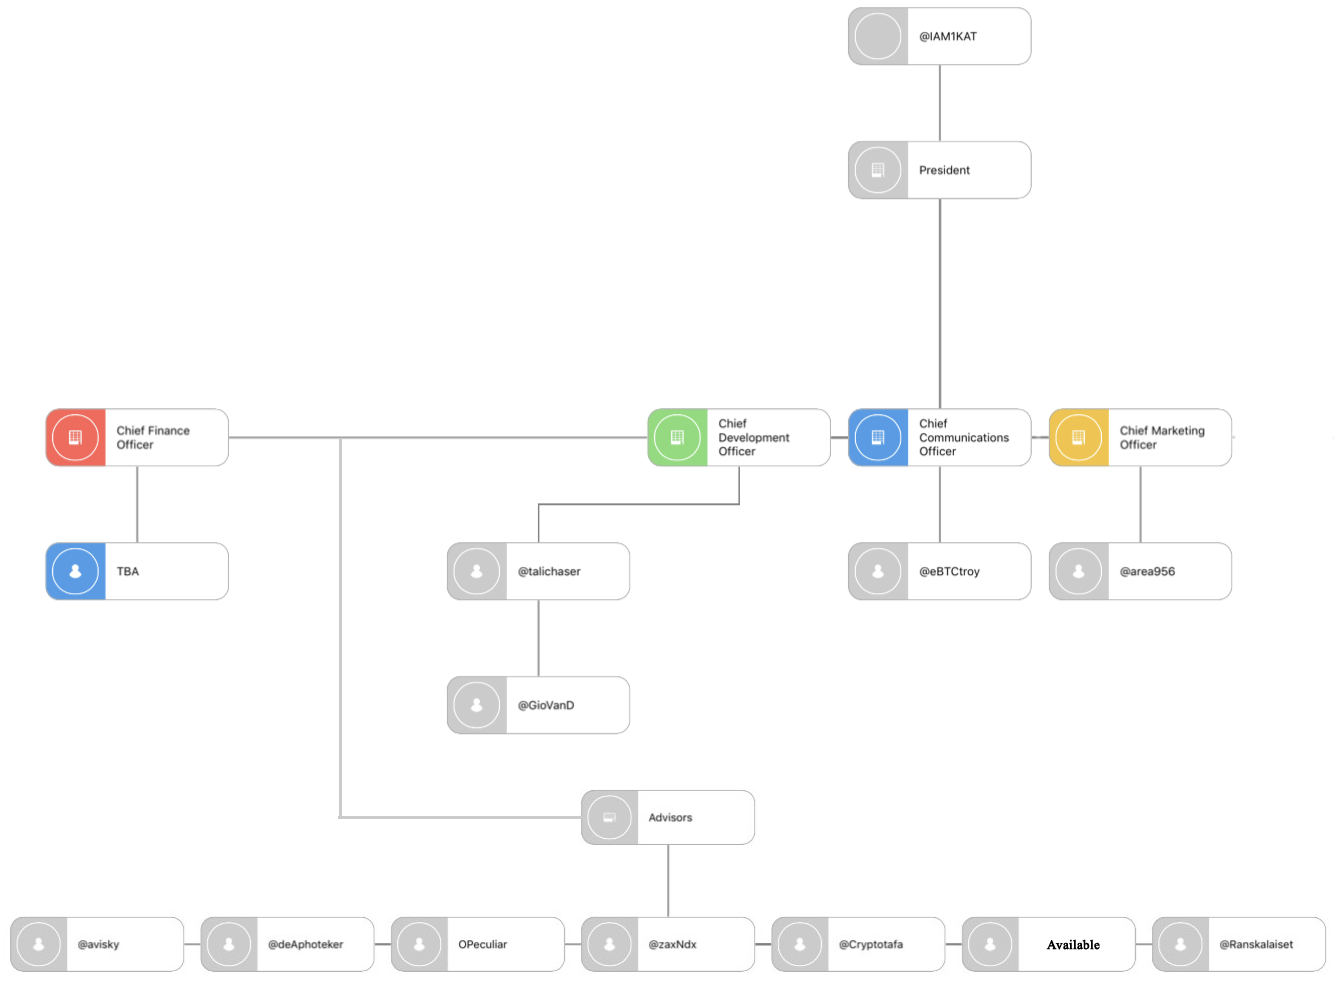 @IAM1KAT
President
Chief Finance
Officer
Chief
Development
Officer
Chief
Communications
Officer
Chief Marketing
Officer
TBA
@talichaser
@eBTCtroy
@area956
@GioVanD
Advisors
@avisky
@deAphoteker
OPeculiar
@zaxNdx
@Cryptotafa
Available
@Ranskalaiset